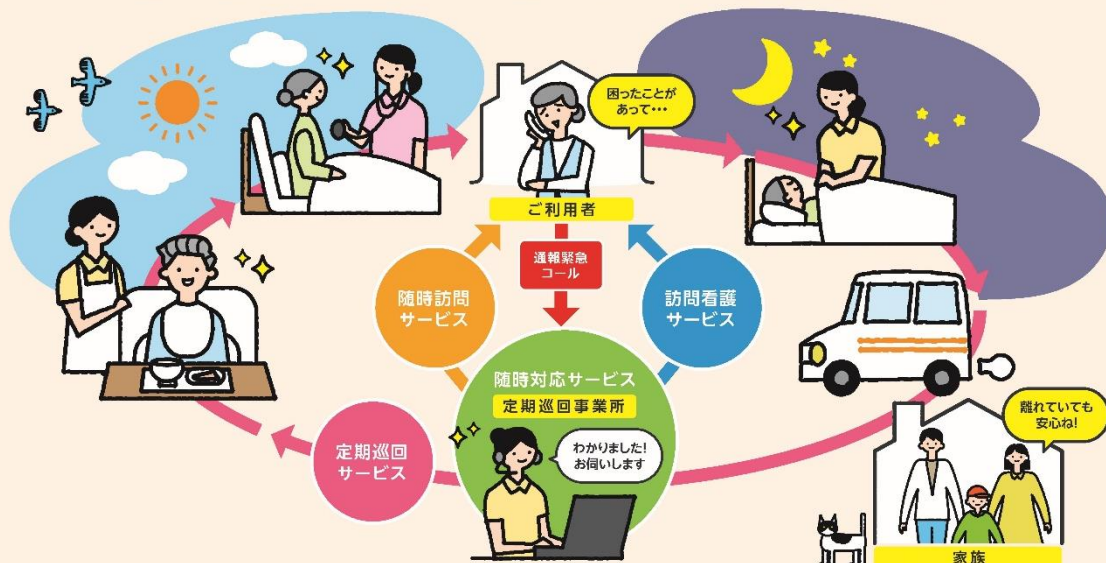 困ったことが
あって・・・
ご利用者
通報緊急
コール
随時訪問
サービス
訪問看護
サービス
随時対応サービス
定期巡回事業所
わかりました!
お伺いします
定期巡回
サービス
離れていても
安心ね!
家族